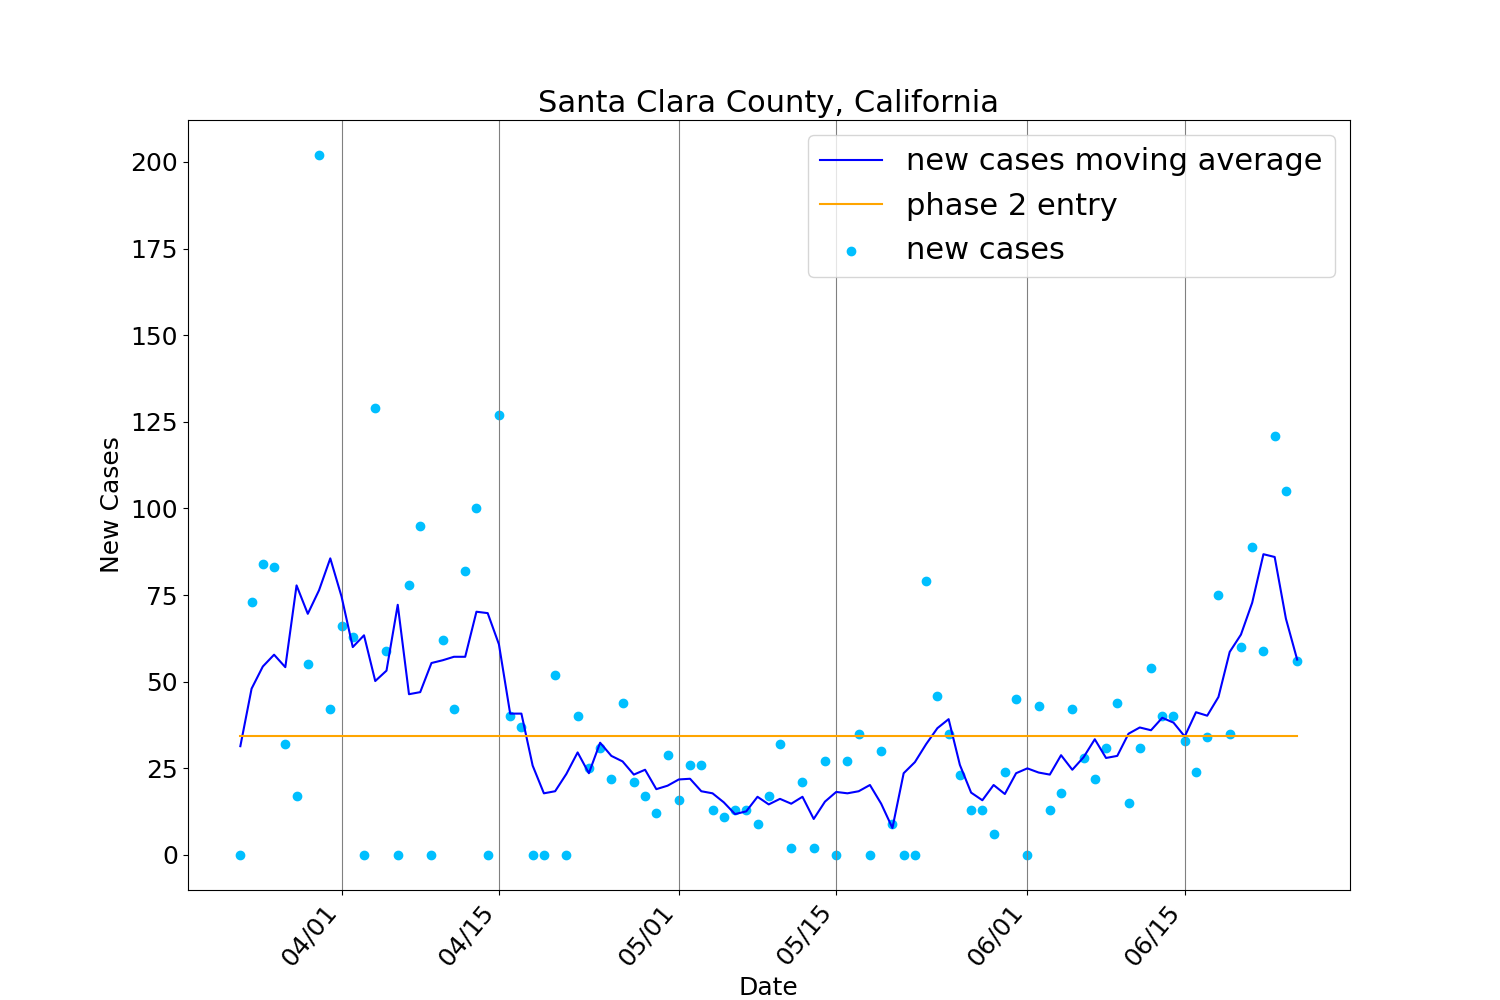 Santa Clara County, California
new cases moving average
phase 2 entry
new cases
200
175
150
125
100
75
50
25
0
New Cases
04/01
04/15
05/01
05/15
06/01
06/15
Date